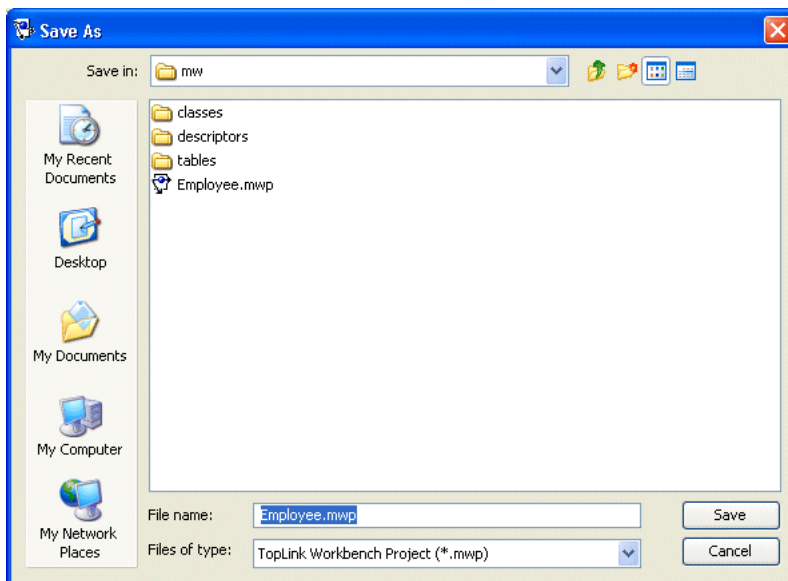 Save As
Save in:
mw
My Recent
Documents
Desktop
My Documents
My Computer
My Network
Places
classes
descriptors
tables
Employee.mwp
File name:
Employee.mwp
Save
Files of type:
TopLink Workbench Project (*.mwp)
Cancel